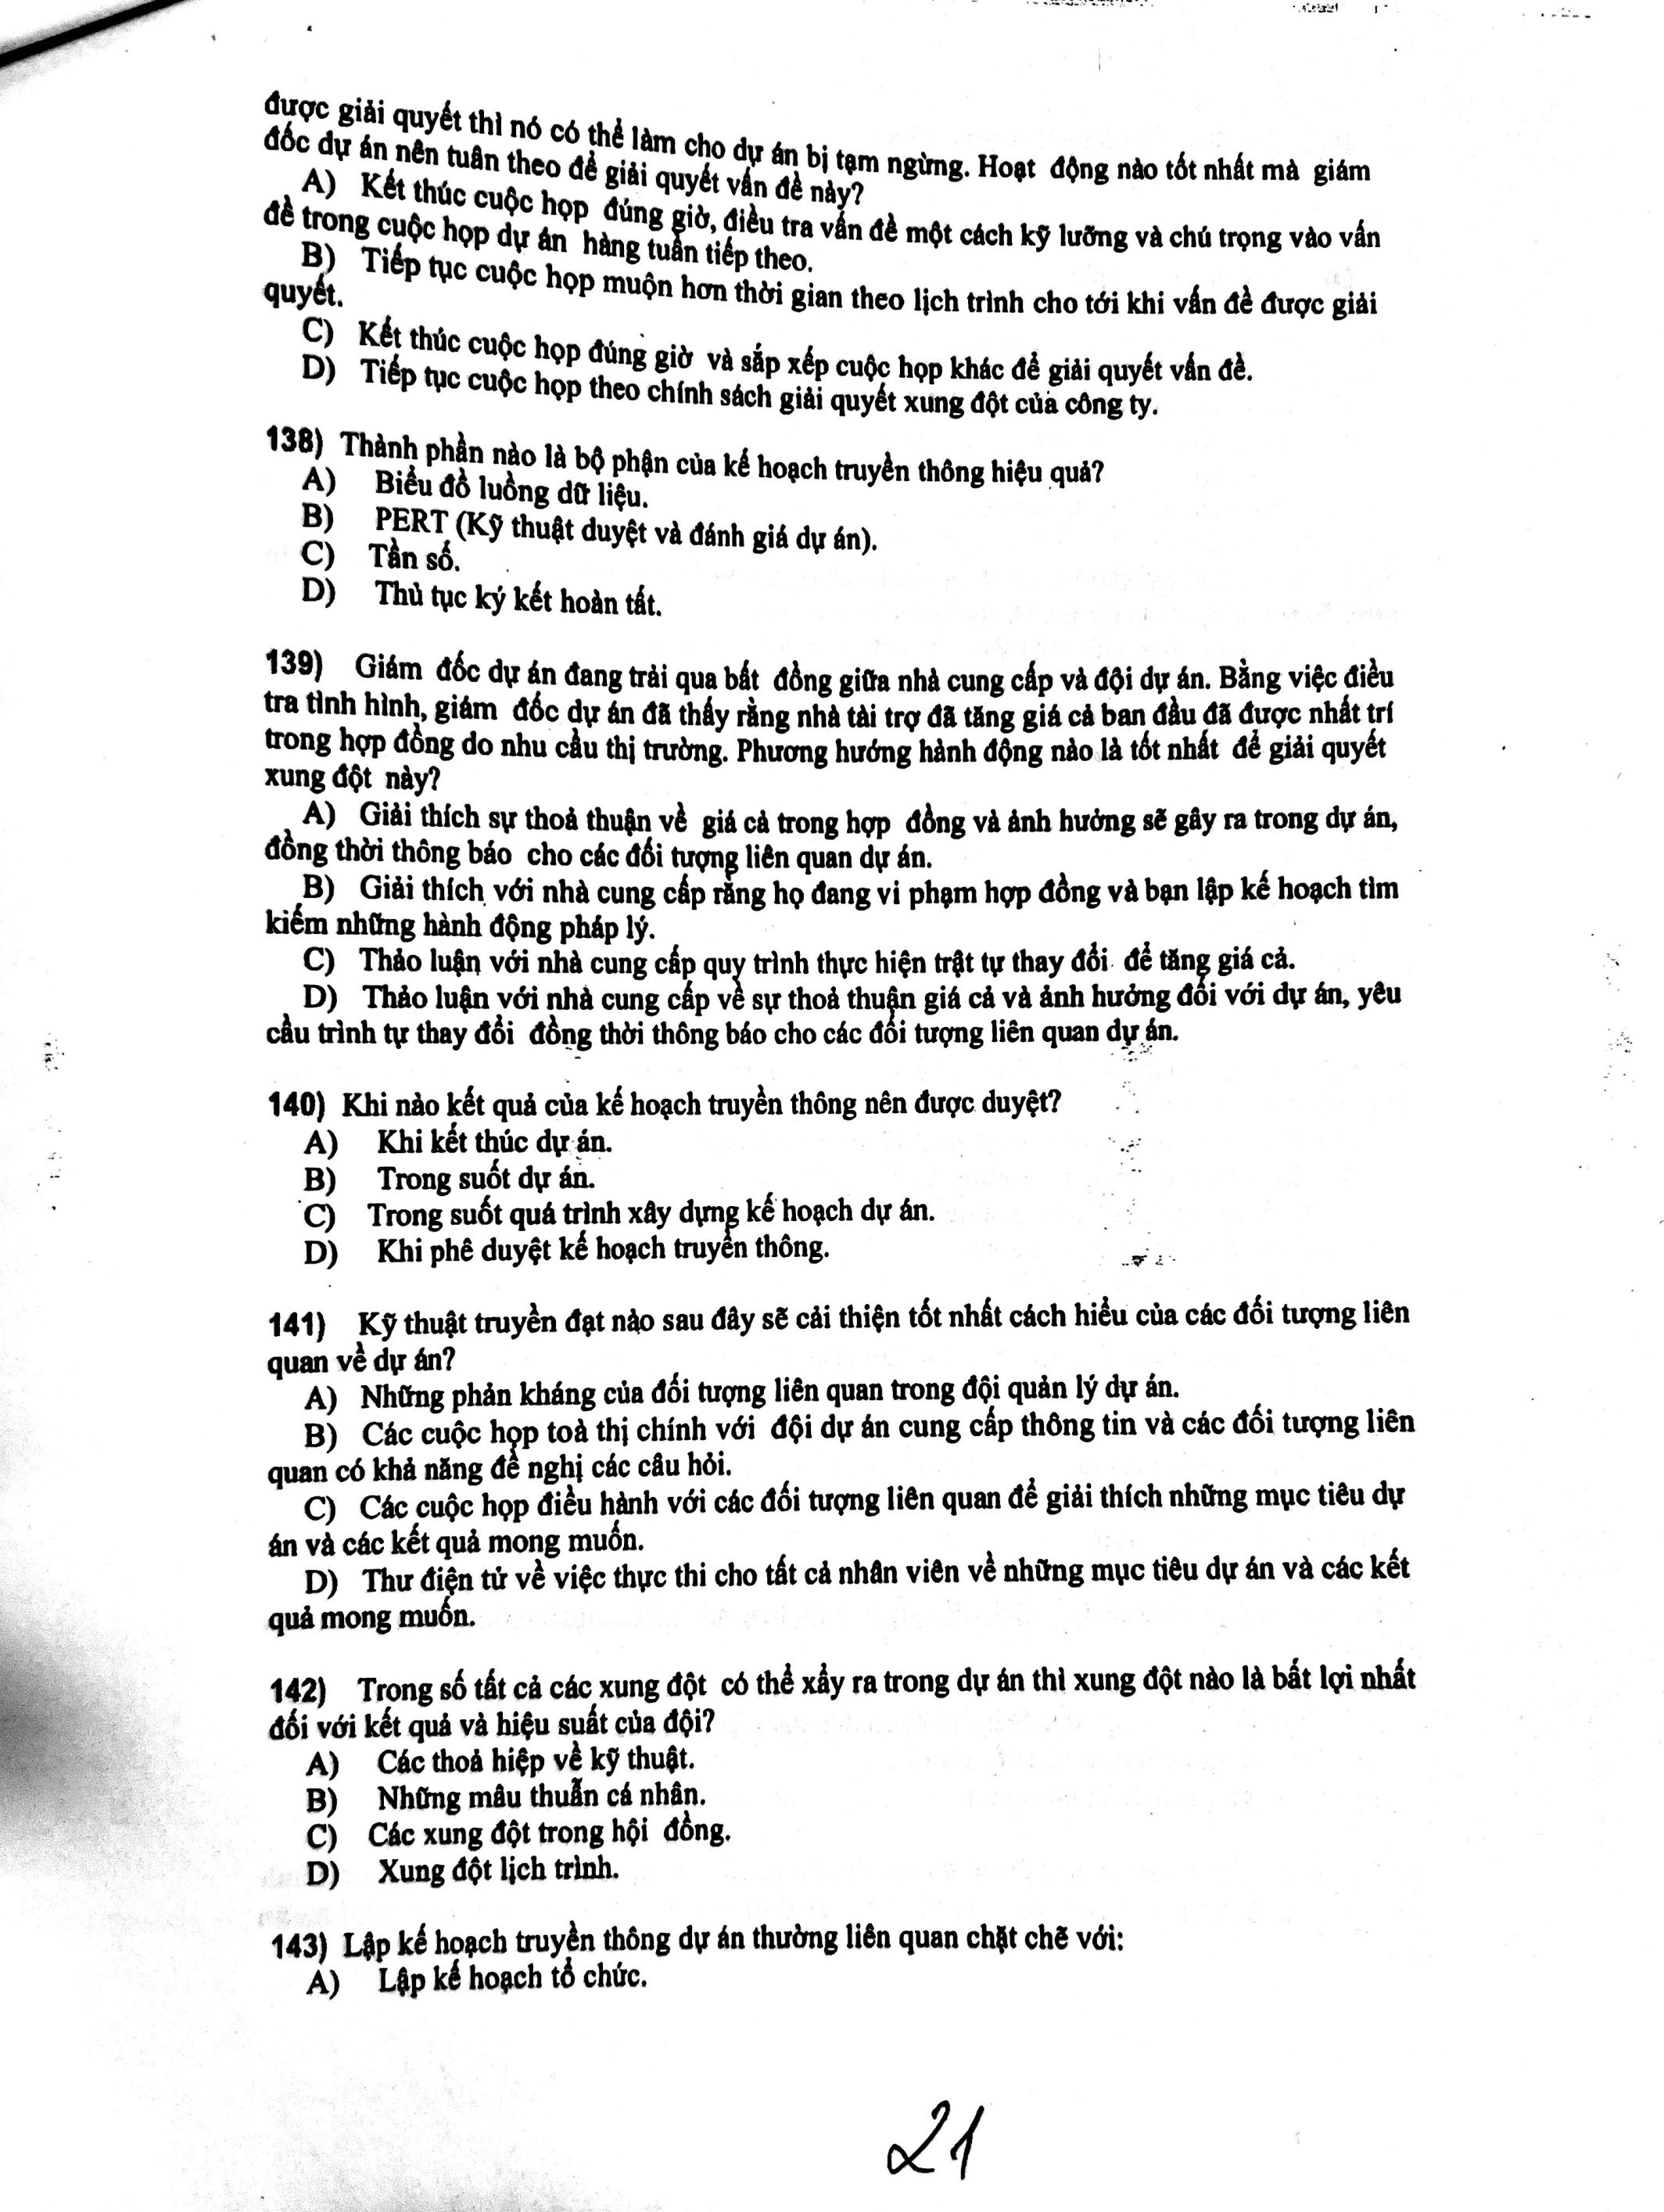 được giải quyết thì nó có thể làm cho dự án bị tạm ngừng. Hoạt động nào tốt nhất mà giám
đốc dự án nên tuân theo để giải quyết vấn đề này?
A) Kết thúc cuộc họp đúng giờ, điều tra vấn đề một cách kỹ lưỡng và chú trọng vào vấn
đề trong cuộc họp dự án hàng tuần tiếp theo.
B) Tiếp tục cuộc họp muộn hơn thời gian theo lịch trình cho tới khi vấn đề được giải
quyết.
C) Kết thúc cuộc họp đúng giờ và sắp xếp cuộc họp khác để giải quyết vấn đề.
D) Tiếp tục cuộc họp theo chính sách giải quyết xung đột của công ty.
138) Thành phần nào là bộ phận của kế hoạch truyền thông hiệu quả?
A) Biểu đồ luồng dữ liệu.
B) PERT (Kỹ thuật duyệt và đánh giá dự án).
C) Tần số.
D) Thủ tục ký kết hoàn tất.
139) Giám đốc dự án đang trải qua bất đồng giữa nhà cung cấp và đội dự án. Bằng việc điều
tra tình hình, giám đốc dự án đã thấy rằng nhà tài trợ đã tăng giá cả ban đầu đã được nhất trí
trong hợp đồng do nhu cầu thị trường. Phương hướng hành động nào là tốt nhất để giải quyết
xung đột này?
A) Giải thích sự thoả thuận về giá cả trong hợp đồng và ảnh hưởng sẽ gây ra trong dự án,
đồng thời thông báo cho các đối tượng liên quan dự án.
B) Giải thích với nhà cung cấp rằng họ đang vi phạm hợp đồng và bạn lập kế hoạch tìm
kiếm những hành động pháp lý.
C) Thảo luận với nhà cung cấp quy trình thực hiện trật tự thay đổi để tăng giá cả.
D) Thảo luận với nhà cung cấp về sự thoả thuận giá cả và ảnh hưởng đối với dự án, yêu
cầu trình tự thay đổi đồng thời thông báo cho các đối tượng liên quan dự án.
140) Khi nào kết quả của kế hoạch truyền thông nên được duyệt?
A) Khi kết thúc dự án.
B) Trong suốt dự án.
C) Trong suốt quá trình xây dựng kế hoạch dự án.
D) Khi phê duyệt kế hoạch truyền thông.
141) Kỹ thuật truyền đạt nào sau đây sẽ cải thiện tốt nhất cách hiểu của các đối tượng liên
quan về dự án?
A) Những phản kháng của đối tượng liên quan trong đội quản lý dự án.
B) Các cuộc họp toà thị chính với đội dự án cung cấp thông tin và các đối tượng liên
quan có khả năng đề nghị các câu hỏi.
C) Các cuộc họp điều hành với các đối tượng liên quan để giải thích những mục tiêu dự
án và các kết quả mong muốn.
D) Thư điện tử về việc thực thi cho tất cả nhân viên về những mục tiêu dự án và các kết
quả mong muốn.
142) Trong số tất cả các xung đột có thể xẩy ra trong dự án thì xung đột nào là bất lợi nhất
đối với kết quả và hiệu suất của đội?
A) Các thoả hiệp về kỹ thuật.
B) Những mâu thuẫn cá nhân.
C) Các xung đột trong hội đồng.
D) Xung đột lịch trình.
143) Lập kế hoạch truyền thông dự án thường liên quan chặt chẽ với:
A) Lập kế hoạch tổ chức.
21